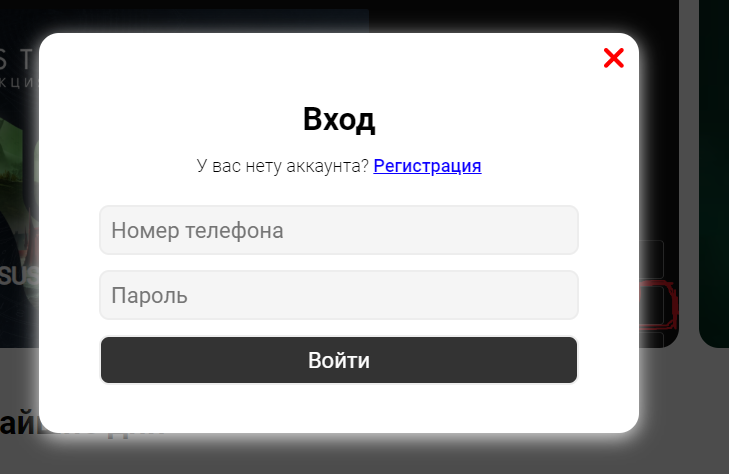 Вход
У вас нету аккаунта? Регистрация
Номер телефона
Пароль
Войти